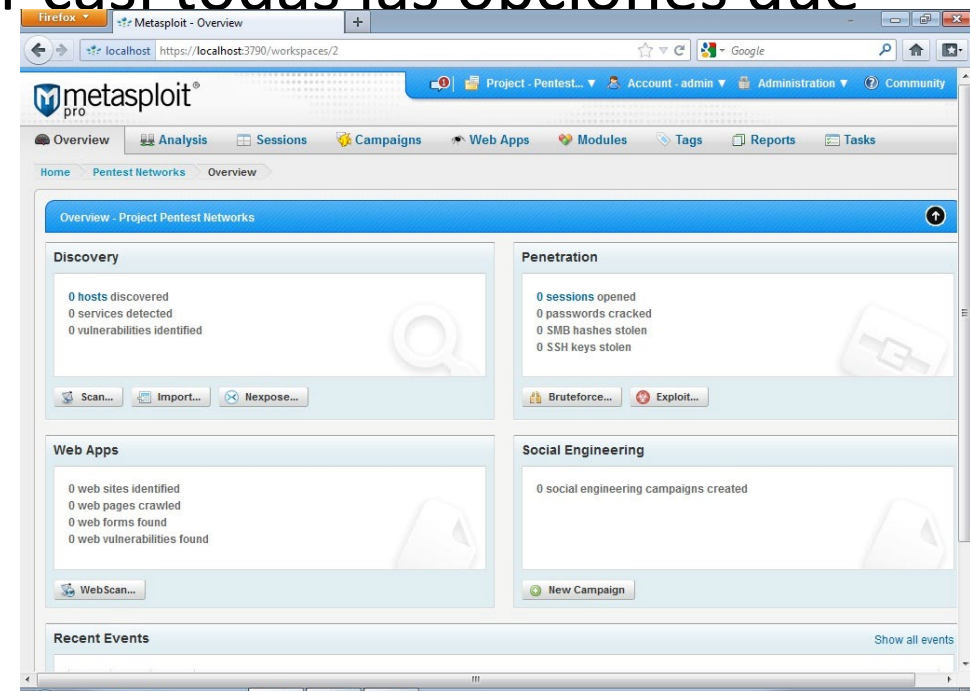 r casi todas las opciones que
Firefox
Metasploit - Overview
localhost https://localhost:3790/workspaces/2
Google
metasploit®
pro
Project - Pentest... Account - admin Administration Community
Overview Analysis Sessions Campaigns Web Apps Modules Tags Reports Tasks
Home Pentest Networks Overview
Overview - Project Pentest Networks
Discovery
0 hosts discovered
0 services detected
0 vulnerabilities identified
Scan... Import... Nexpose...
Penetration
0 sessions opened
0 passwords cracked
0 SMB hashes stolen
0 SSH keys stolen
Bruteforce... Exploit...
Web Apps
0 web sites identified
0 web pages crawled
0 web forms found
0 web vulnerabilities found
WebScan...
Social Engineering
0 social engineering campaigns created
New Campaign
Recent Events
Show all events